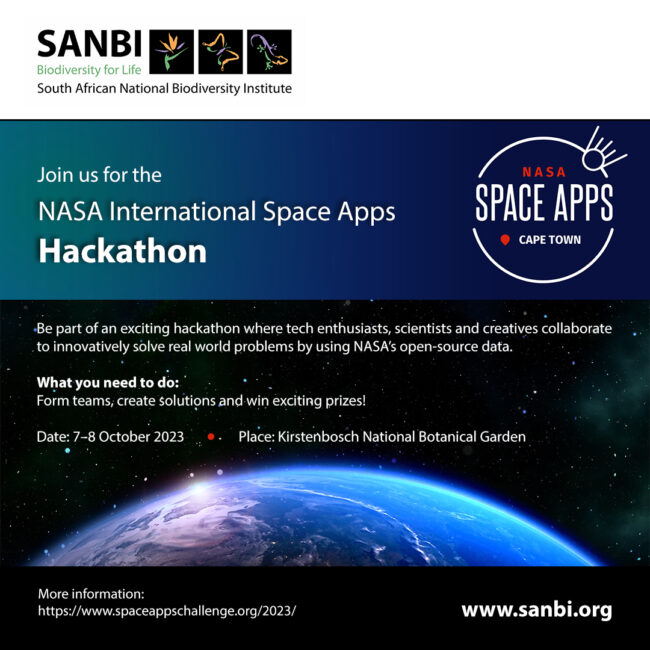 SANBI
Biodiversity for Life
South African National Biodiversity Institute
Join us for the
NASA International Space Apps
Hackathon
NASA
SPACE APPS
CAPE TOWN
Be part of an exciting hackathon where tech enthusiasts, scientists and creatives collaborate
to innovatively solve real world problems by using NASA's open-source data.
What you need to do:
Form teams, create solutions and win exciting prizes!
Date: 7–8 October 2023 • Place: Kirstenbosch National Botanical Garden
More information:
https://www.spaceappschallenge.org/2023/
www.sanbi.org